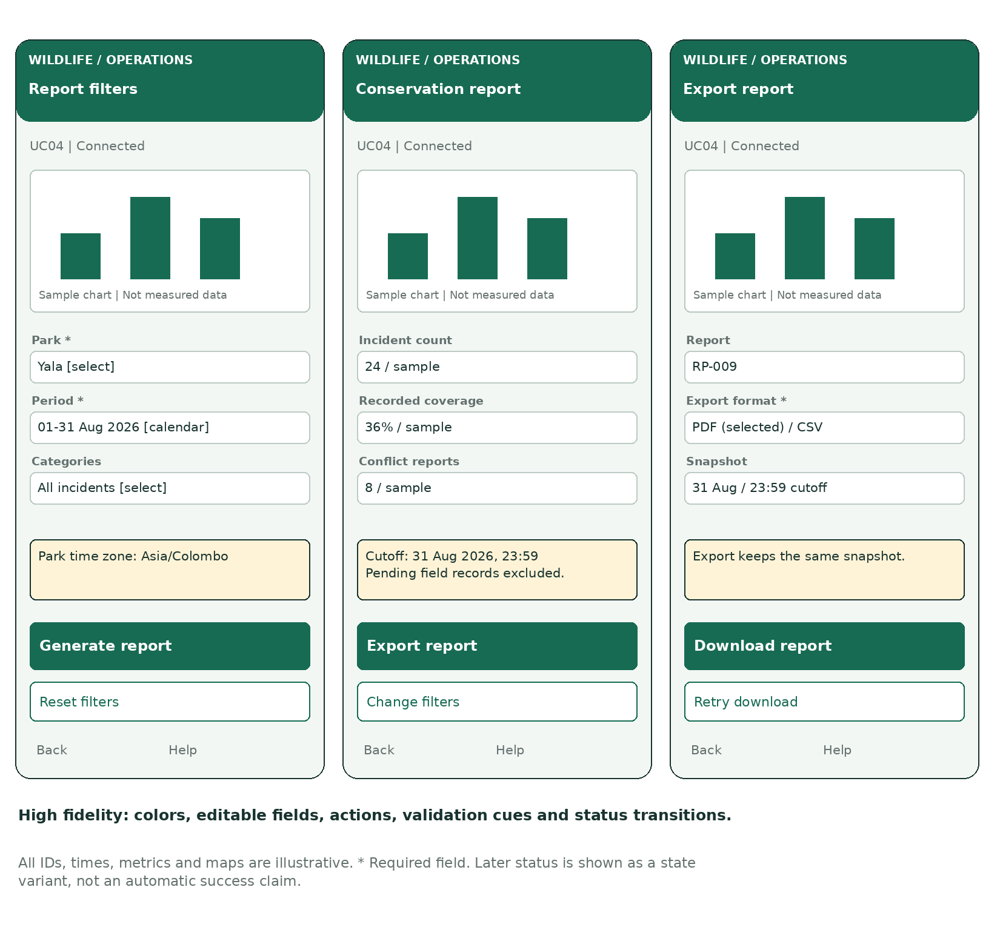 WILDLIFE / OPERATIONS
Report filters
UC04 | Connected
Sample chart | Not measured data
Park *
Yala [select]
Period *
01-31 Aug 2026 [calendar]
Categories
All incidents [select]
Park time zone: Asia/Colombo
Generate report
Reset filters
Back
Help
WILDLIFE / OPERATIONS
Conservation report
UC04 | Connected
Sample chart | Not measured data
Incident count
24 / sample
Recorded coverage
36% / sample
Conflict reports
8 / sample
Cutoff: 31 Aug 2026, 23:59
Pending field records excluded.
Export report
Change filters
Back
Help
WILDLIFE / OPERATIONS
Export report
UC04 | Connected
Sample chart | Not measured data
Report
RP-009
Export format *
PDF (selected) / CSV
Snapshot
31 Aug / 23:59 cutoff
Export keeps the same snapshot.
Download report
Retry download
Back
Help
High fidelity: colors, editable fields, actions, validation cues and status transitions.
All IDs, times, metrics and maps are illustrative. * Required field. Later status is shown as a state
variant, not an automatic success claim.